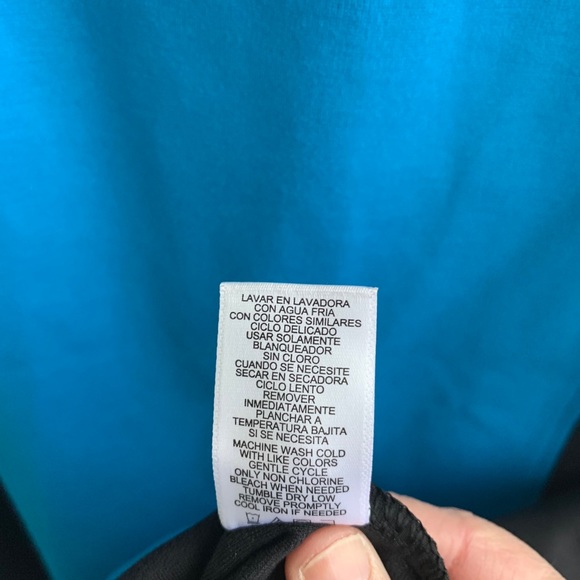 LAVAR EN LAVADORA
CON AGUA FRIA
CON COLORES SIMILARES
CICLO DELICADO
USAR SOLAMENTE
BLANQUEADOR
SIN CLORO
CUANDO SE NECESITE
SECAR EN SECADORA
CICLO LENTO
REMOVER
INMEDIATAMENTE
PLANCHAR A
TEMPERATURA BAJITA
SI SE NECESITA
MACHINE WASH COLD
WITH LIKE COLORS
GENTLE CYCLE
ONLY NON CHLORINE
BLEACH WHEN NEEDED
TUMBLE DRY LOW
REMOVE PROMPTLY
COOL IRON IF NEEDED